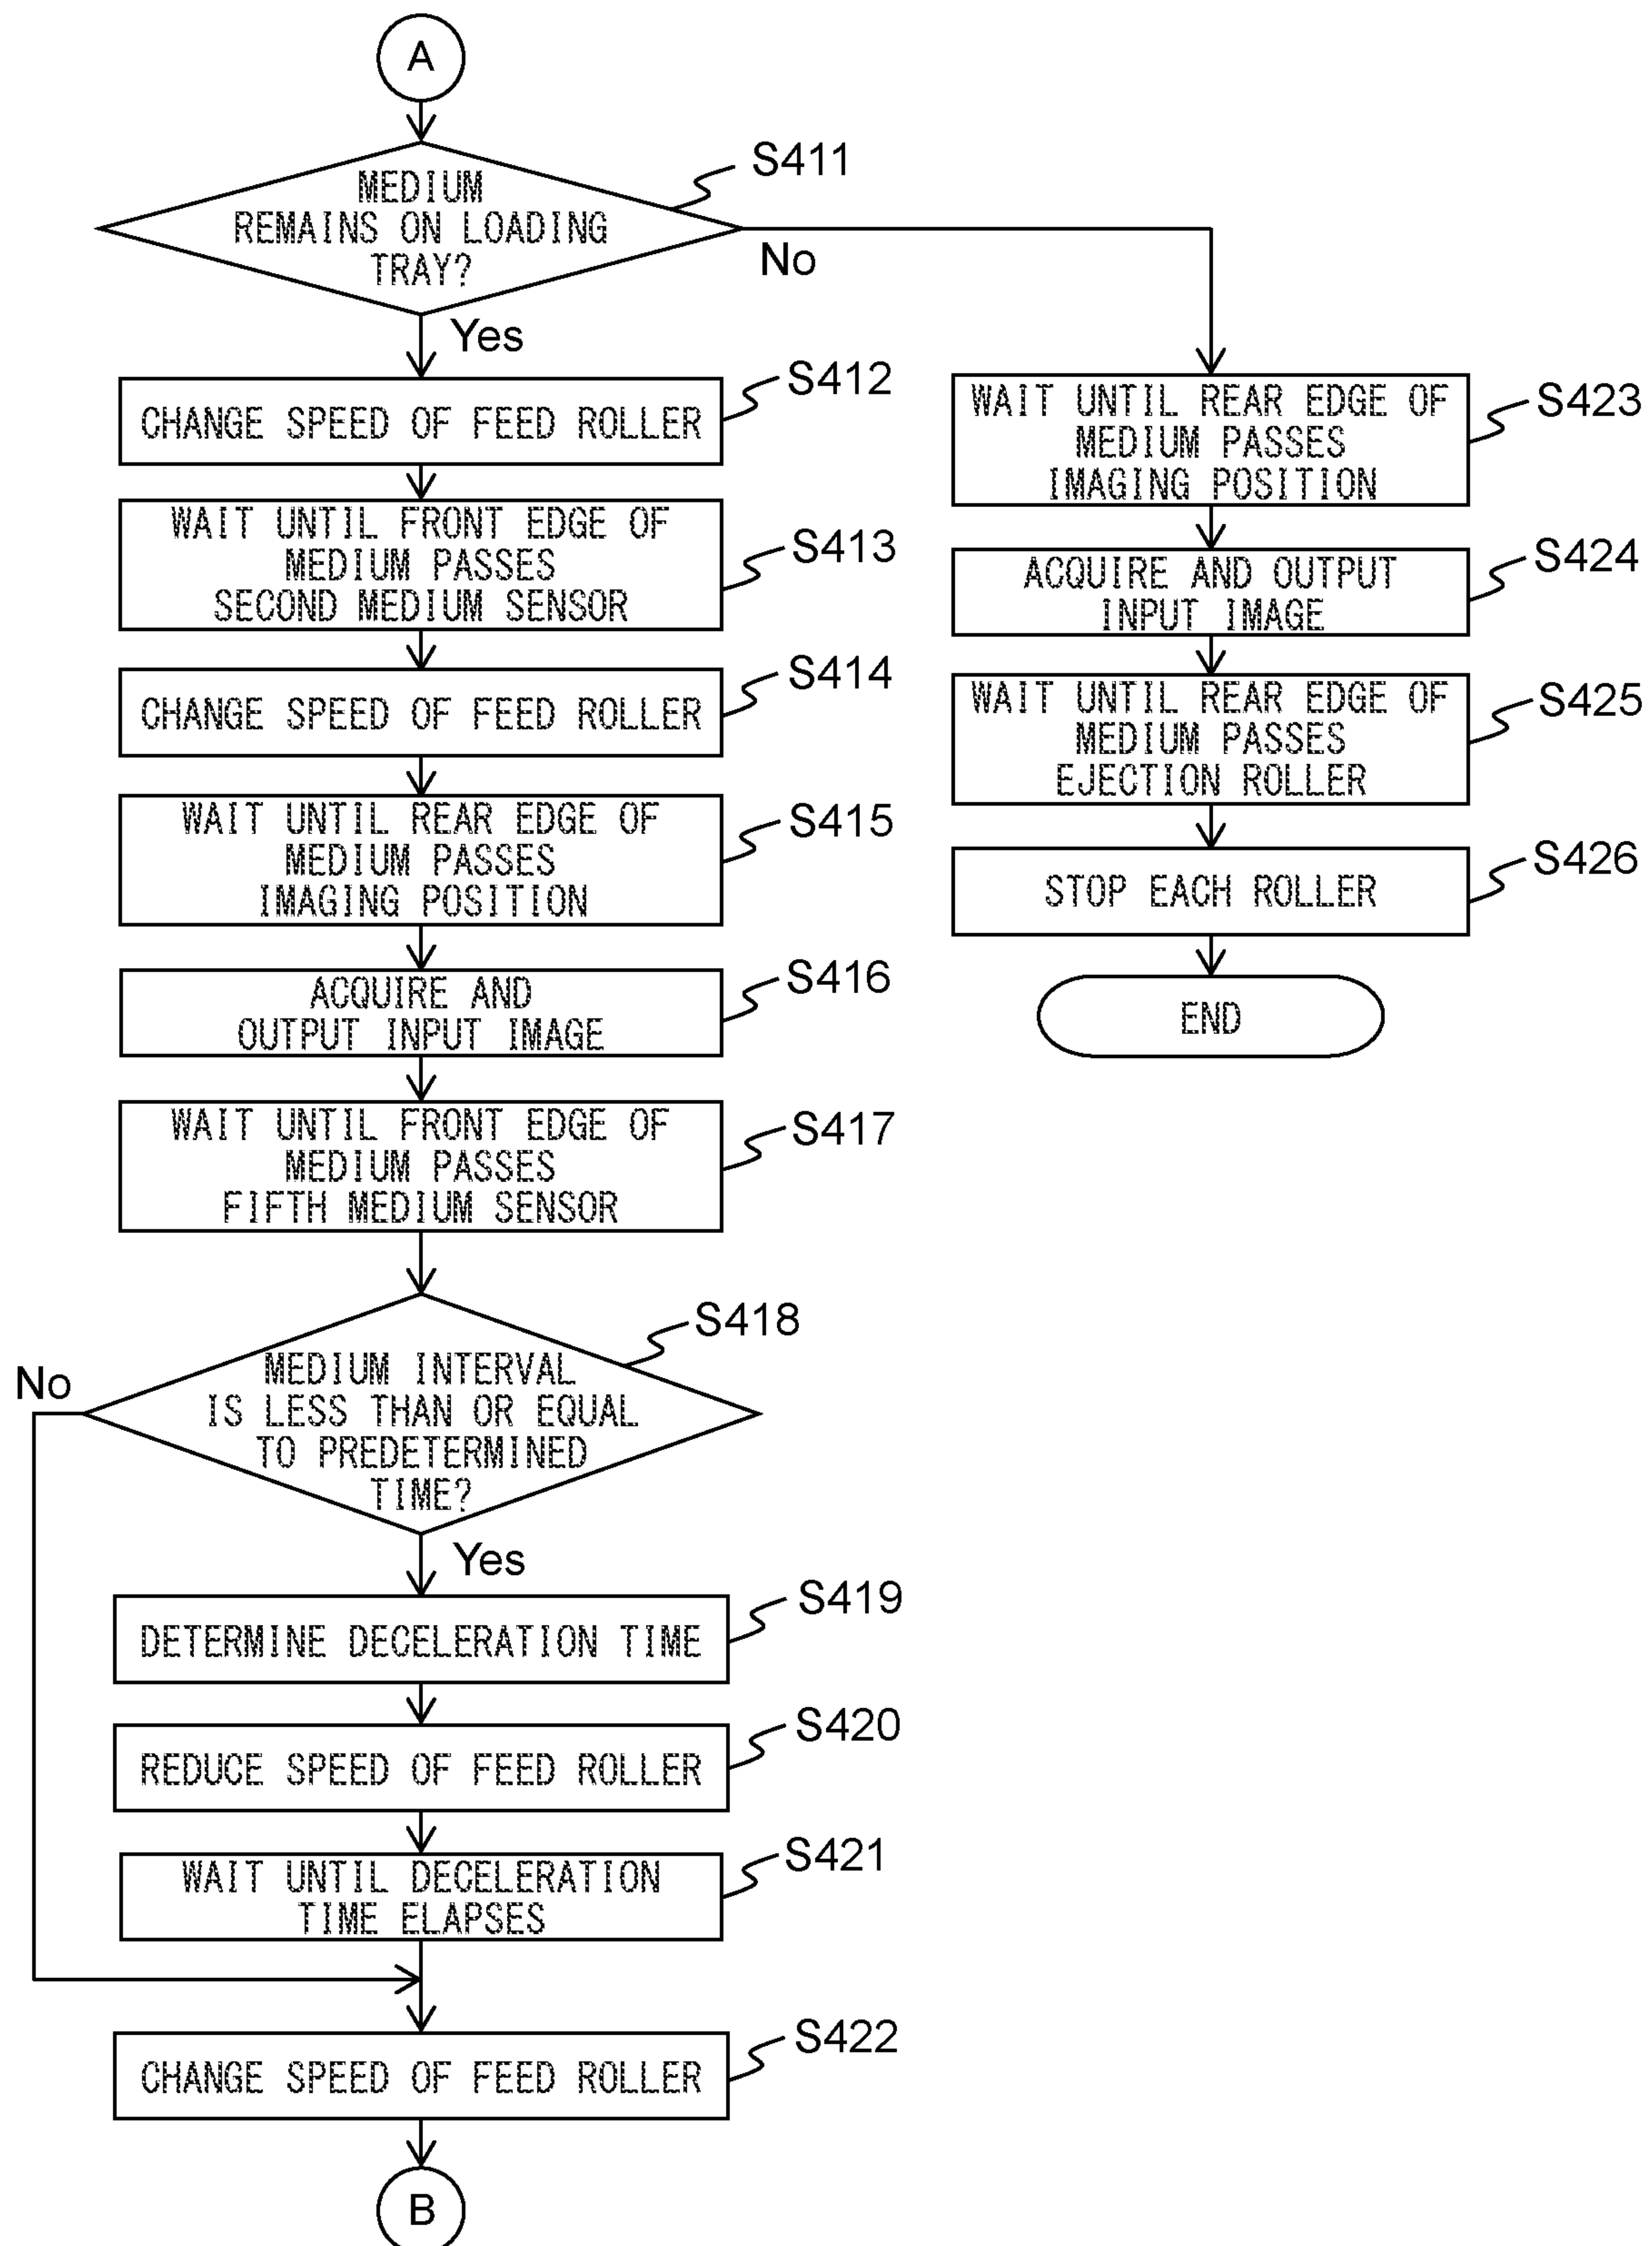 A
S411
MEDIUM
REMAINS ON LOADING
TRAY?
No
Yes
S412
CHANGE SPEED OF FEED ROLLER
S413
WAIT UNTIL FRONT EDGE OF
MEDIUM PASSES
SECOND MEDIUM SENSOR
S414
CHANGE SPEED OF FEED ROLLER
S415
WAIT UNTIL REAR EDGE OF
MEDIUM PASSES
IMAGING POSITION
S416
ACQUIRE AND
OUTPUT INPUT IMAGE
S417
WAIT UNTIL FRONT EDGE OF
MEDIUM PASSES
FIFTH MEDIUM SENSOR
S418
MEDIUM INTERVAL
IS LESS THAN OR EQUAL
TO PREDETERMINED
TIME?
No
Yes
S419
DETERMINE DECELERATION TIME
S420
REDUCE SPEED OF FEED ROLLER
S421
WAIT UNTIL DECELERATION
TIME ELAPSES
S422
CHANGE SPEED OF FEED ROLLER
B
S423
WAIT UNTIL REAR EDGE OF
MEDIUM PASSES
IMAGING POSITION
S424
ACQUIRE AND OUTPUT
INPUT IMAGE
S425
WAIT UNTIL REAR EDGE OF
MEDIUM PASSES
EJECTION ROLLER
S426
STOP EACH ROLLER
END